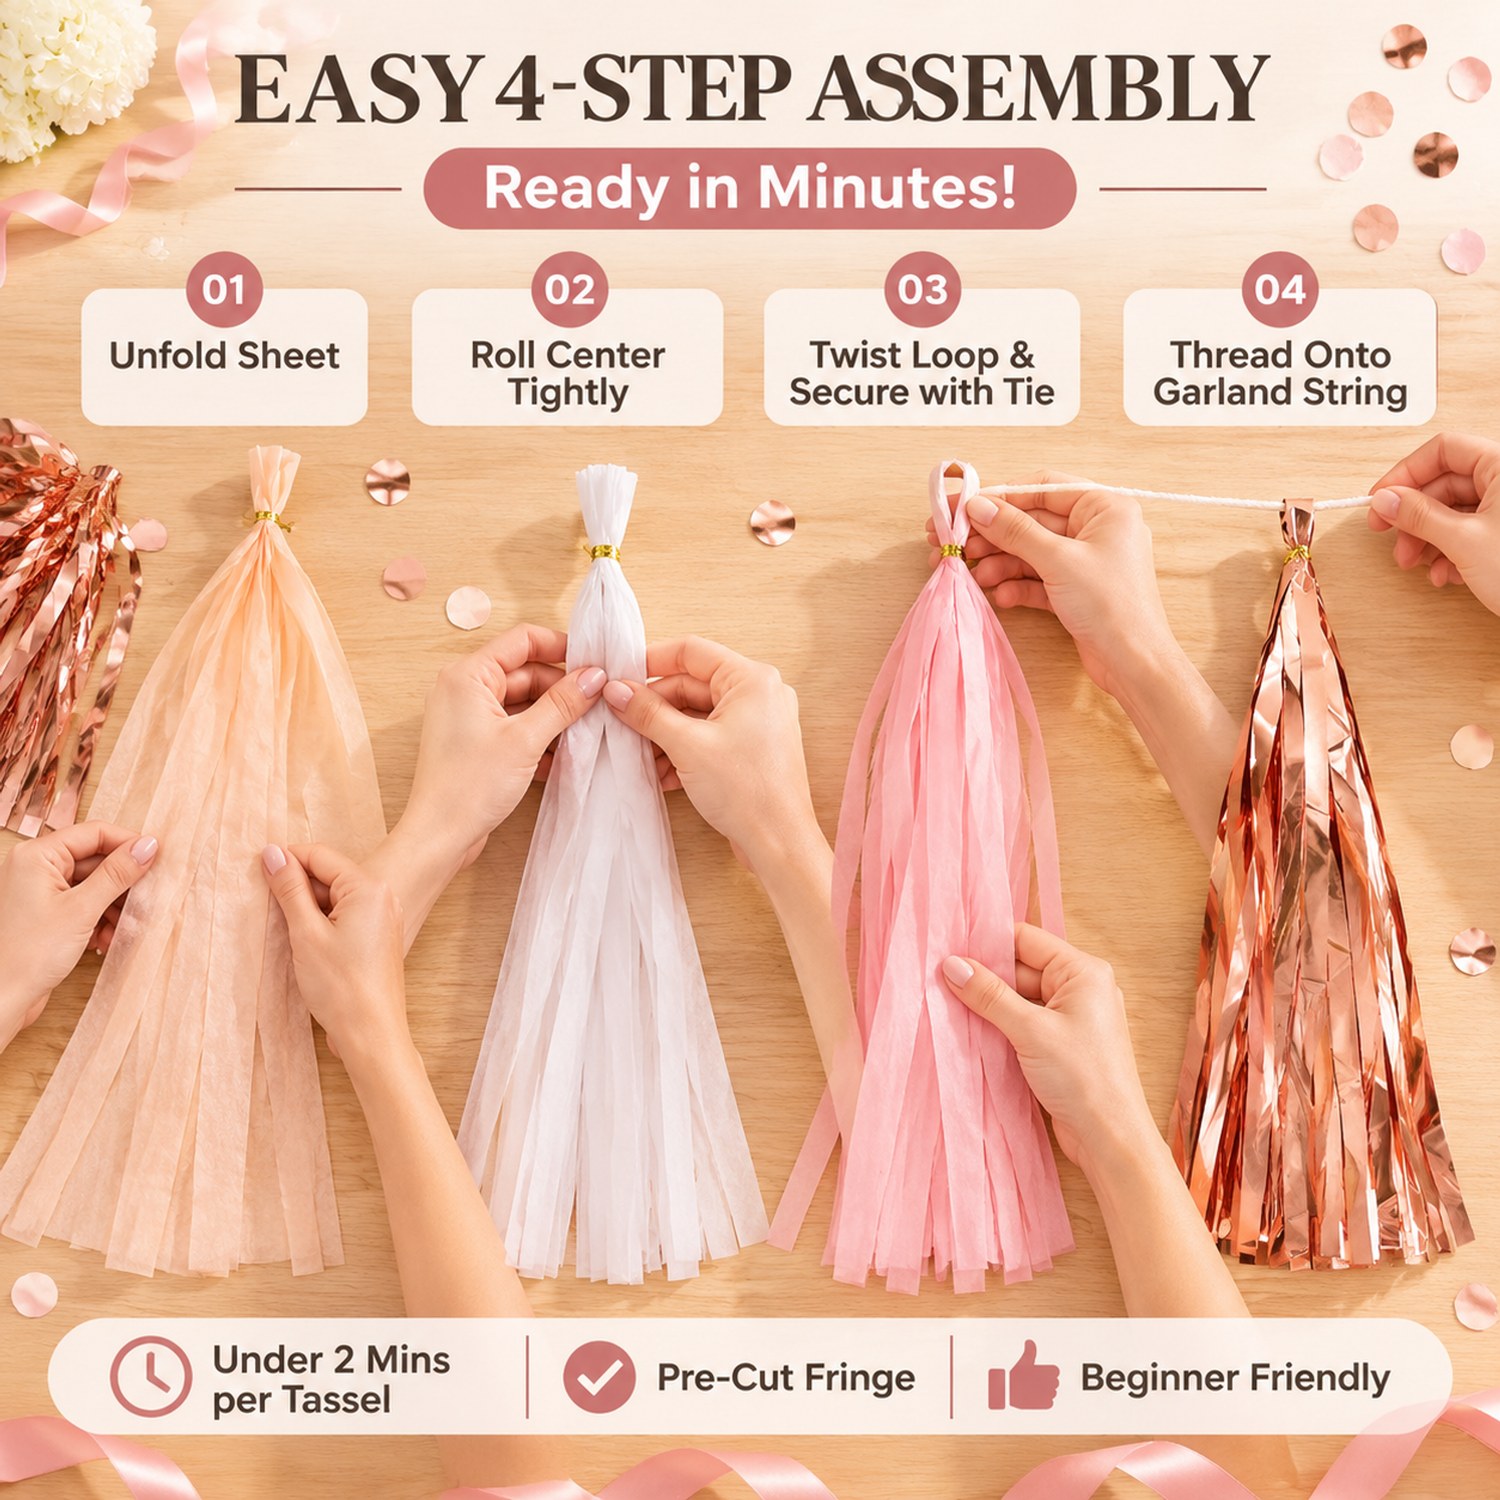 EASY 4-STEP ASSEMBLY
Ready in Minutes!
01
Unfold Sheet
02
Roll Center
Tightly
03
Twist Loop &
Secure with Tie
04
Thread Onto
Garland String
Under 2 Mins
per Tassel
Pre-Cut Fringe
Beginner Friendly